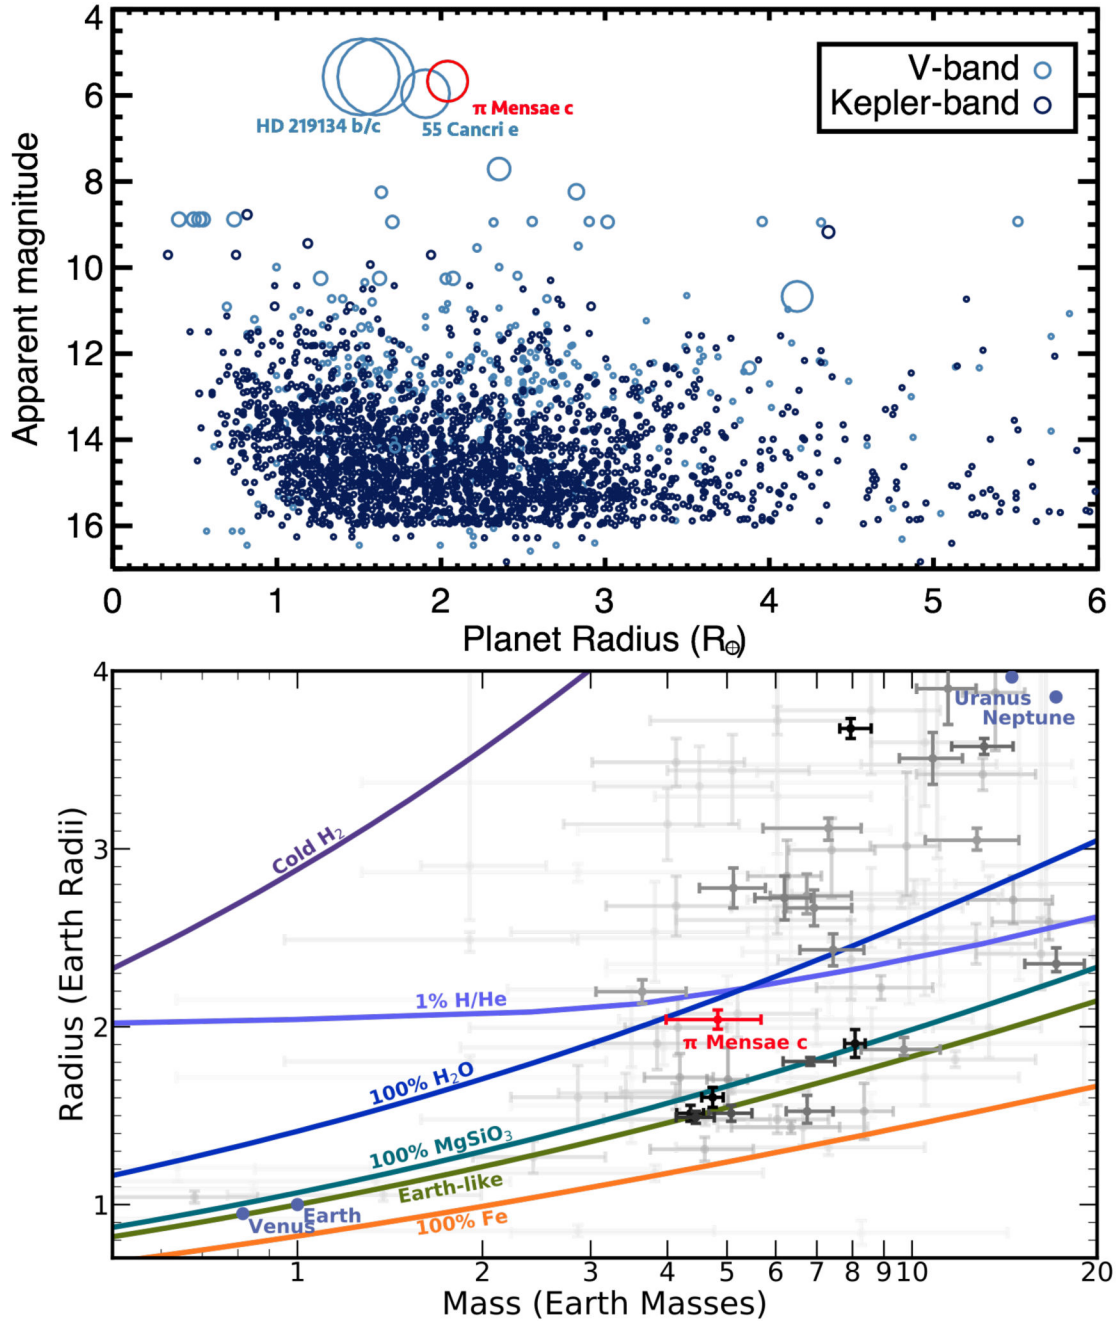 4
6
8
10
12
14
16
Apparent magnitude
V-band
Kepler-band
HD 219134 b/c
55 Cancri e
π Mensae c
0 1 2 3 4 5 6
Planet Radius (R⊕)
4
3
2
1
Radius (Earth Radii)
Cold H₂
1% H/He
100% H₂O
100% MgSiO₃
Earth-like
100% Fe
Uranus
Neptune
π Mensae c
Earth
Venus
1 2 3 4 5 6 7 8 9 10 20
Mass (Earth Masses)